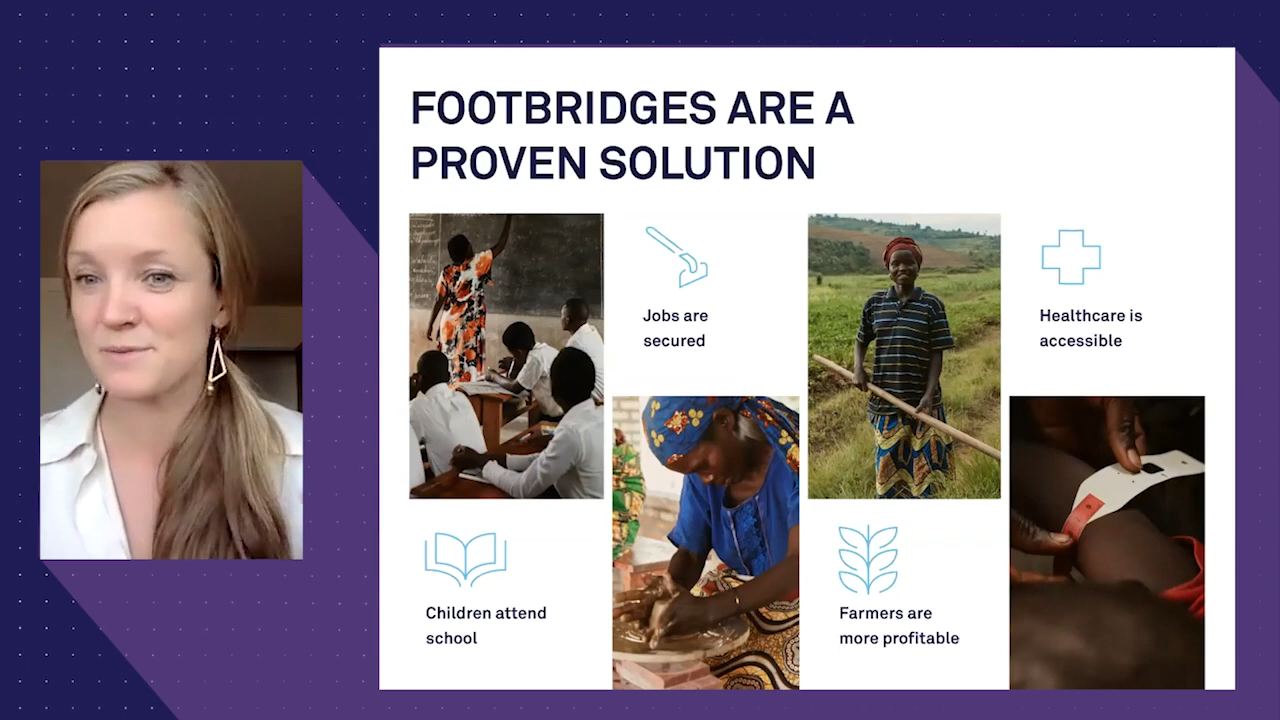 FOOTBRIDGES ARE A
PROVEN SOLUTION
Jobs are
secured
Healthcare is
accessible
Children attend
school
Farmers are
more profitable